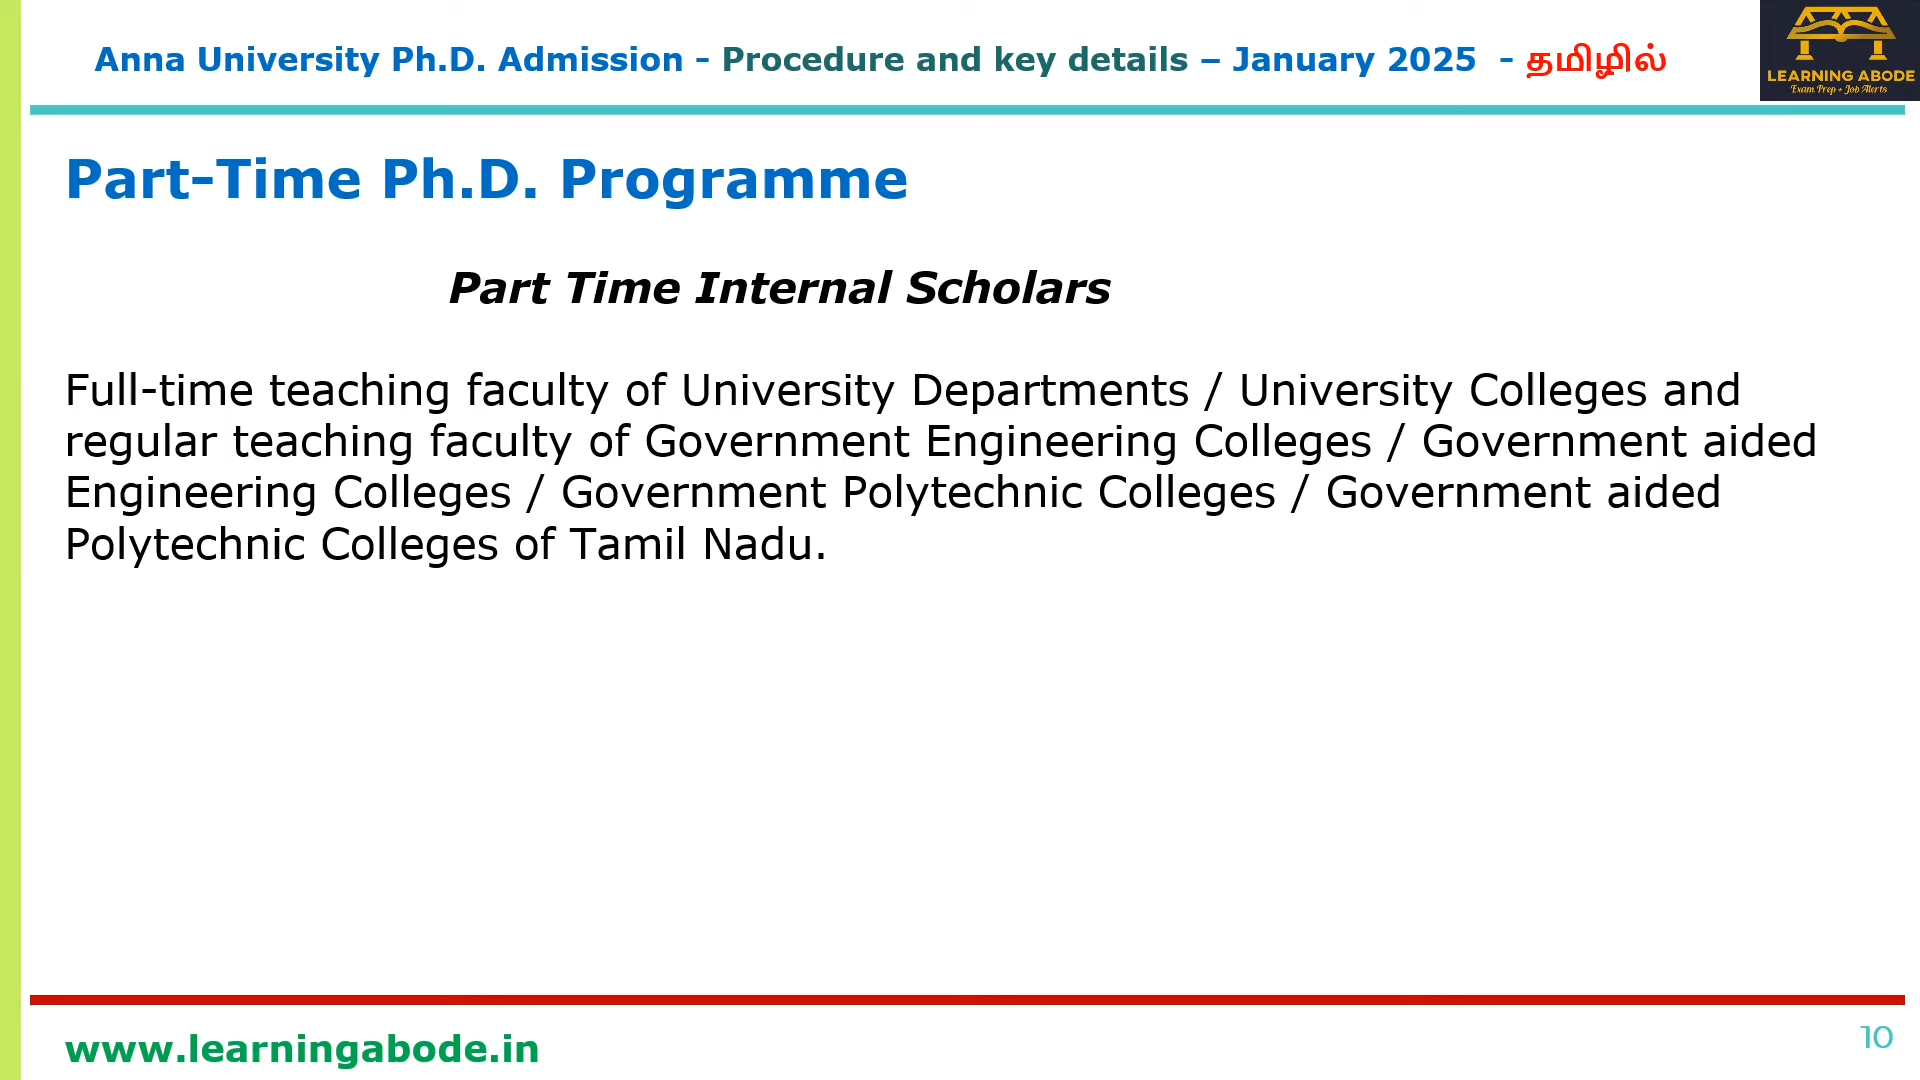 Anna University Ph.D. Admission - Procedure and key details – January 2025 - தமிழில்
LEARNING ABODE
Exam Prep + Job Alerts
Part-Time Ph.D. Programme
Part Time Internal Scholars
Full-time teaching faculty of University Departments / University Colleges and
regular teaching faculty of Government Engineering Colleges / Government aided
Engineering Colleges / Government Polytechnic Colleges / Government aided
Polytechnic Colleges of Tamil Nadu.
www.learningabode.in
10